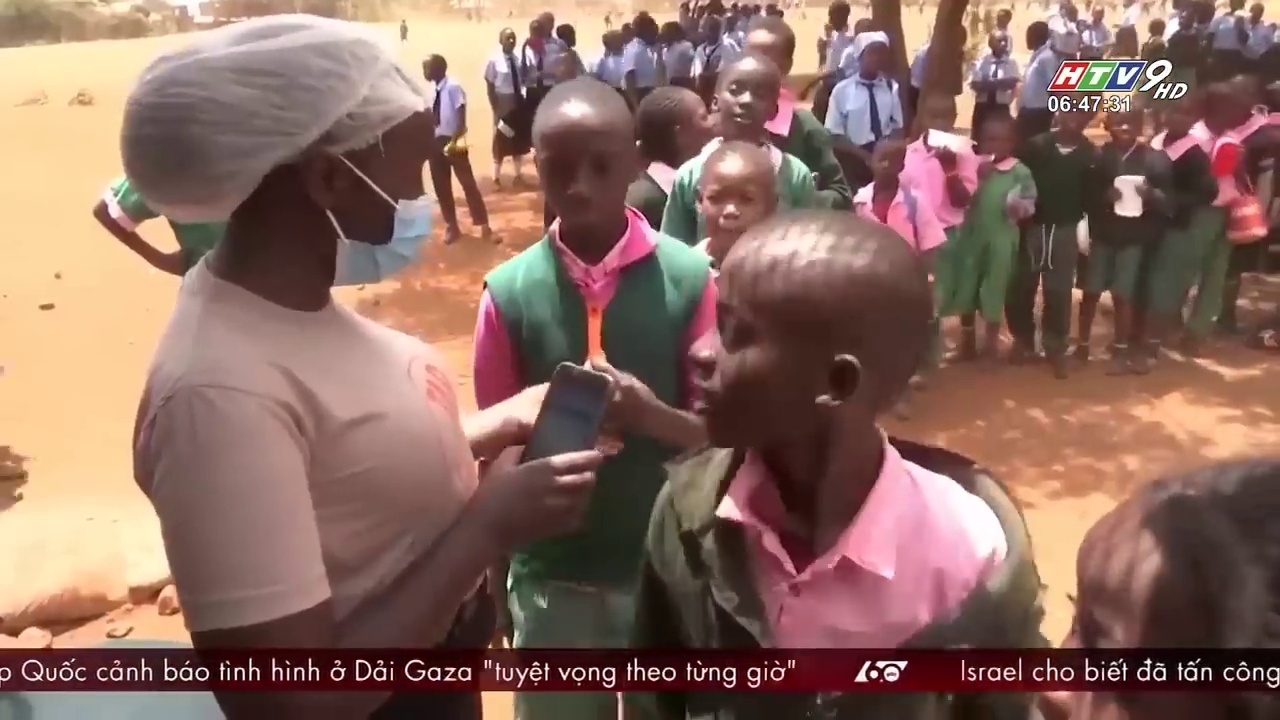 HTV9 HD
06:47:31
p Quốc cảnh báo tình hình ở Dải Gaza "tuyệt vọng theo từng giờ" 60 Israel cho biết đã tấn công